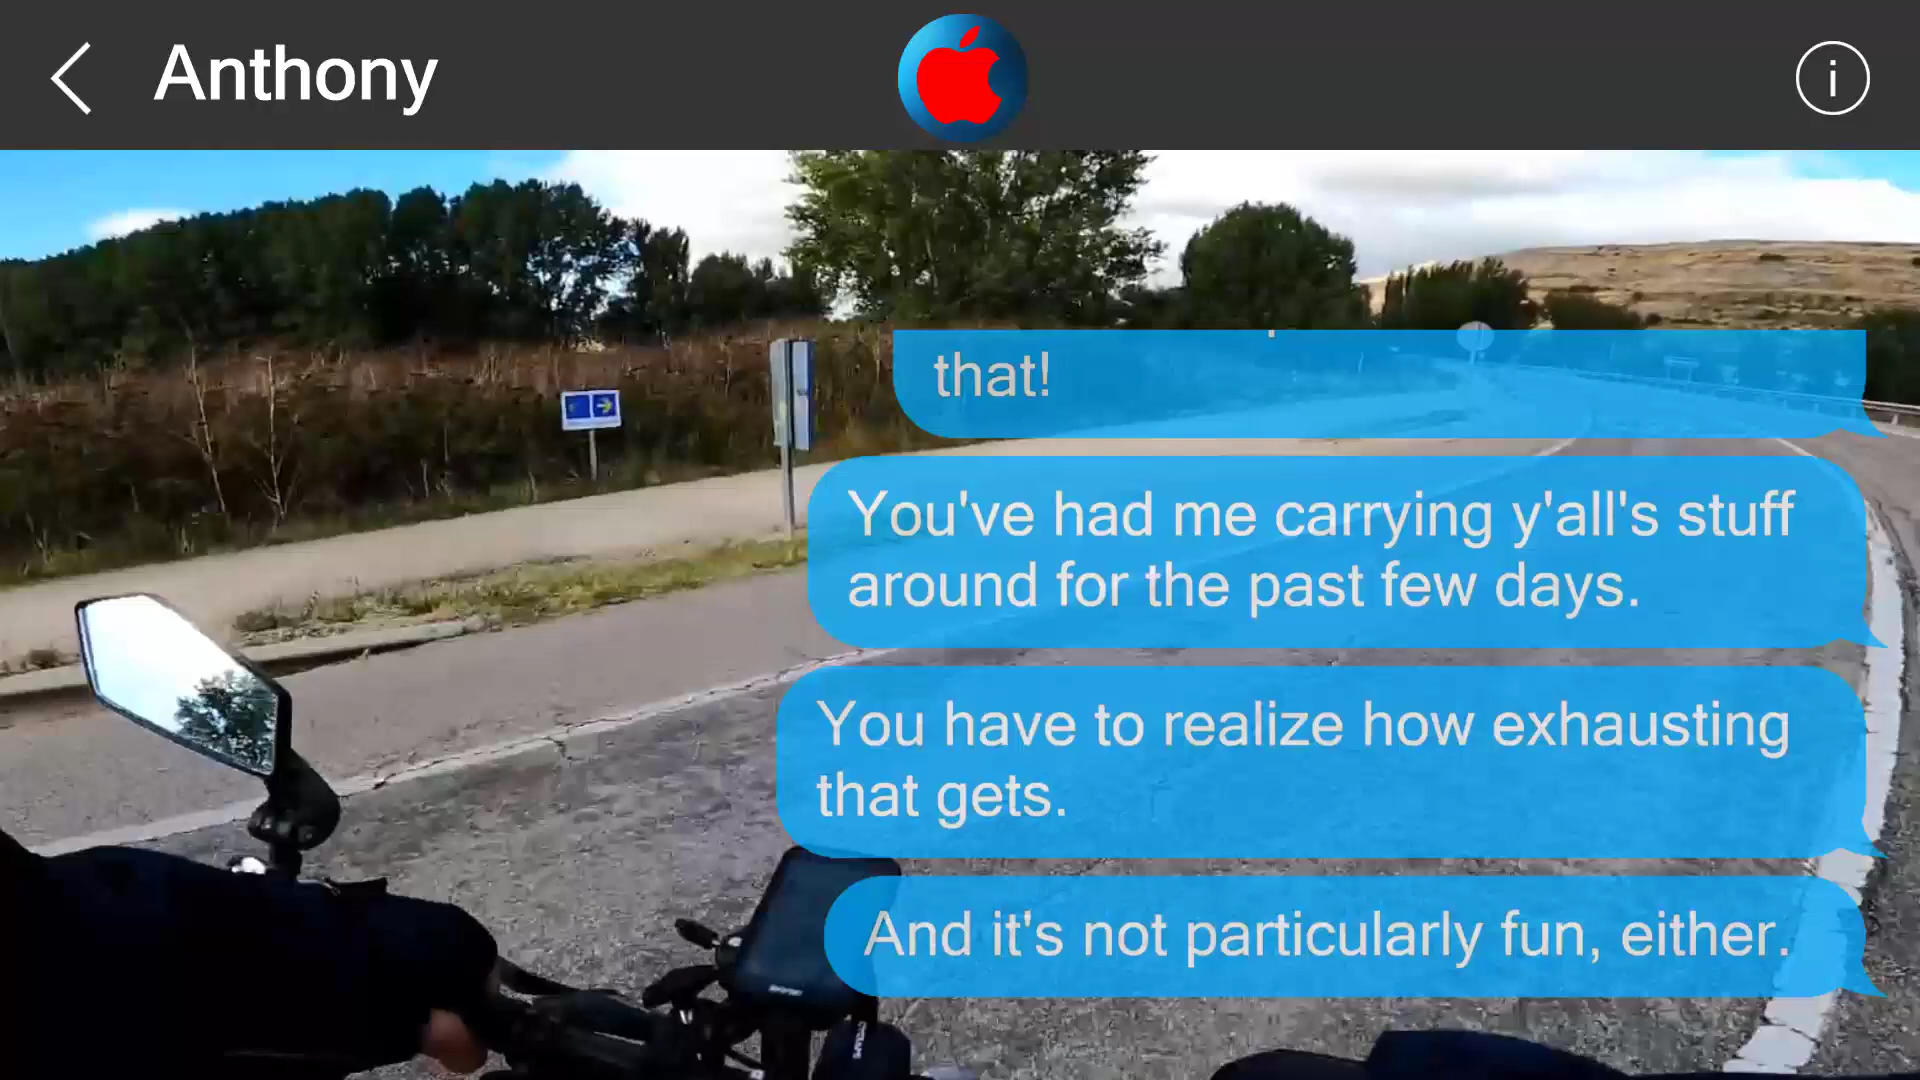 Anthony
i
that!
You've had me carrying y'all's stuff
around for the past few days.
You have to realize how exhausting
that gets.
And it's not particularly fun, either.